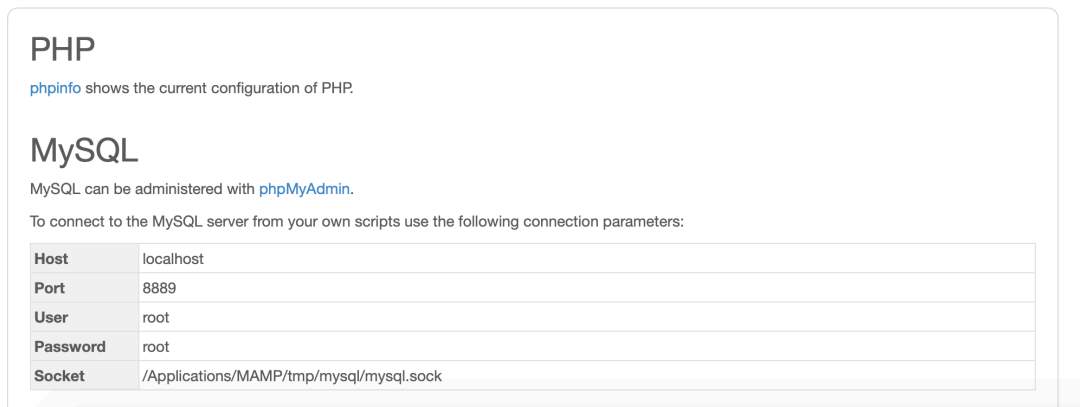 PHP
phpinfo shows the current configuration of PHP.
MySQL
MySQL can be administered with phpMyAdmin.
To connect to the MySQL server from your own scripts use the following connection parameters:
Host localhost
Port 8889
User root
Password root
Socket /Applications/MAMP/tmp/mysql/mysql.sock